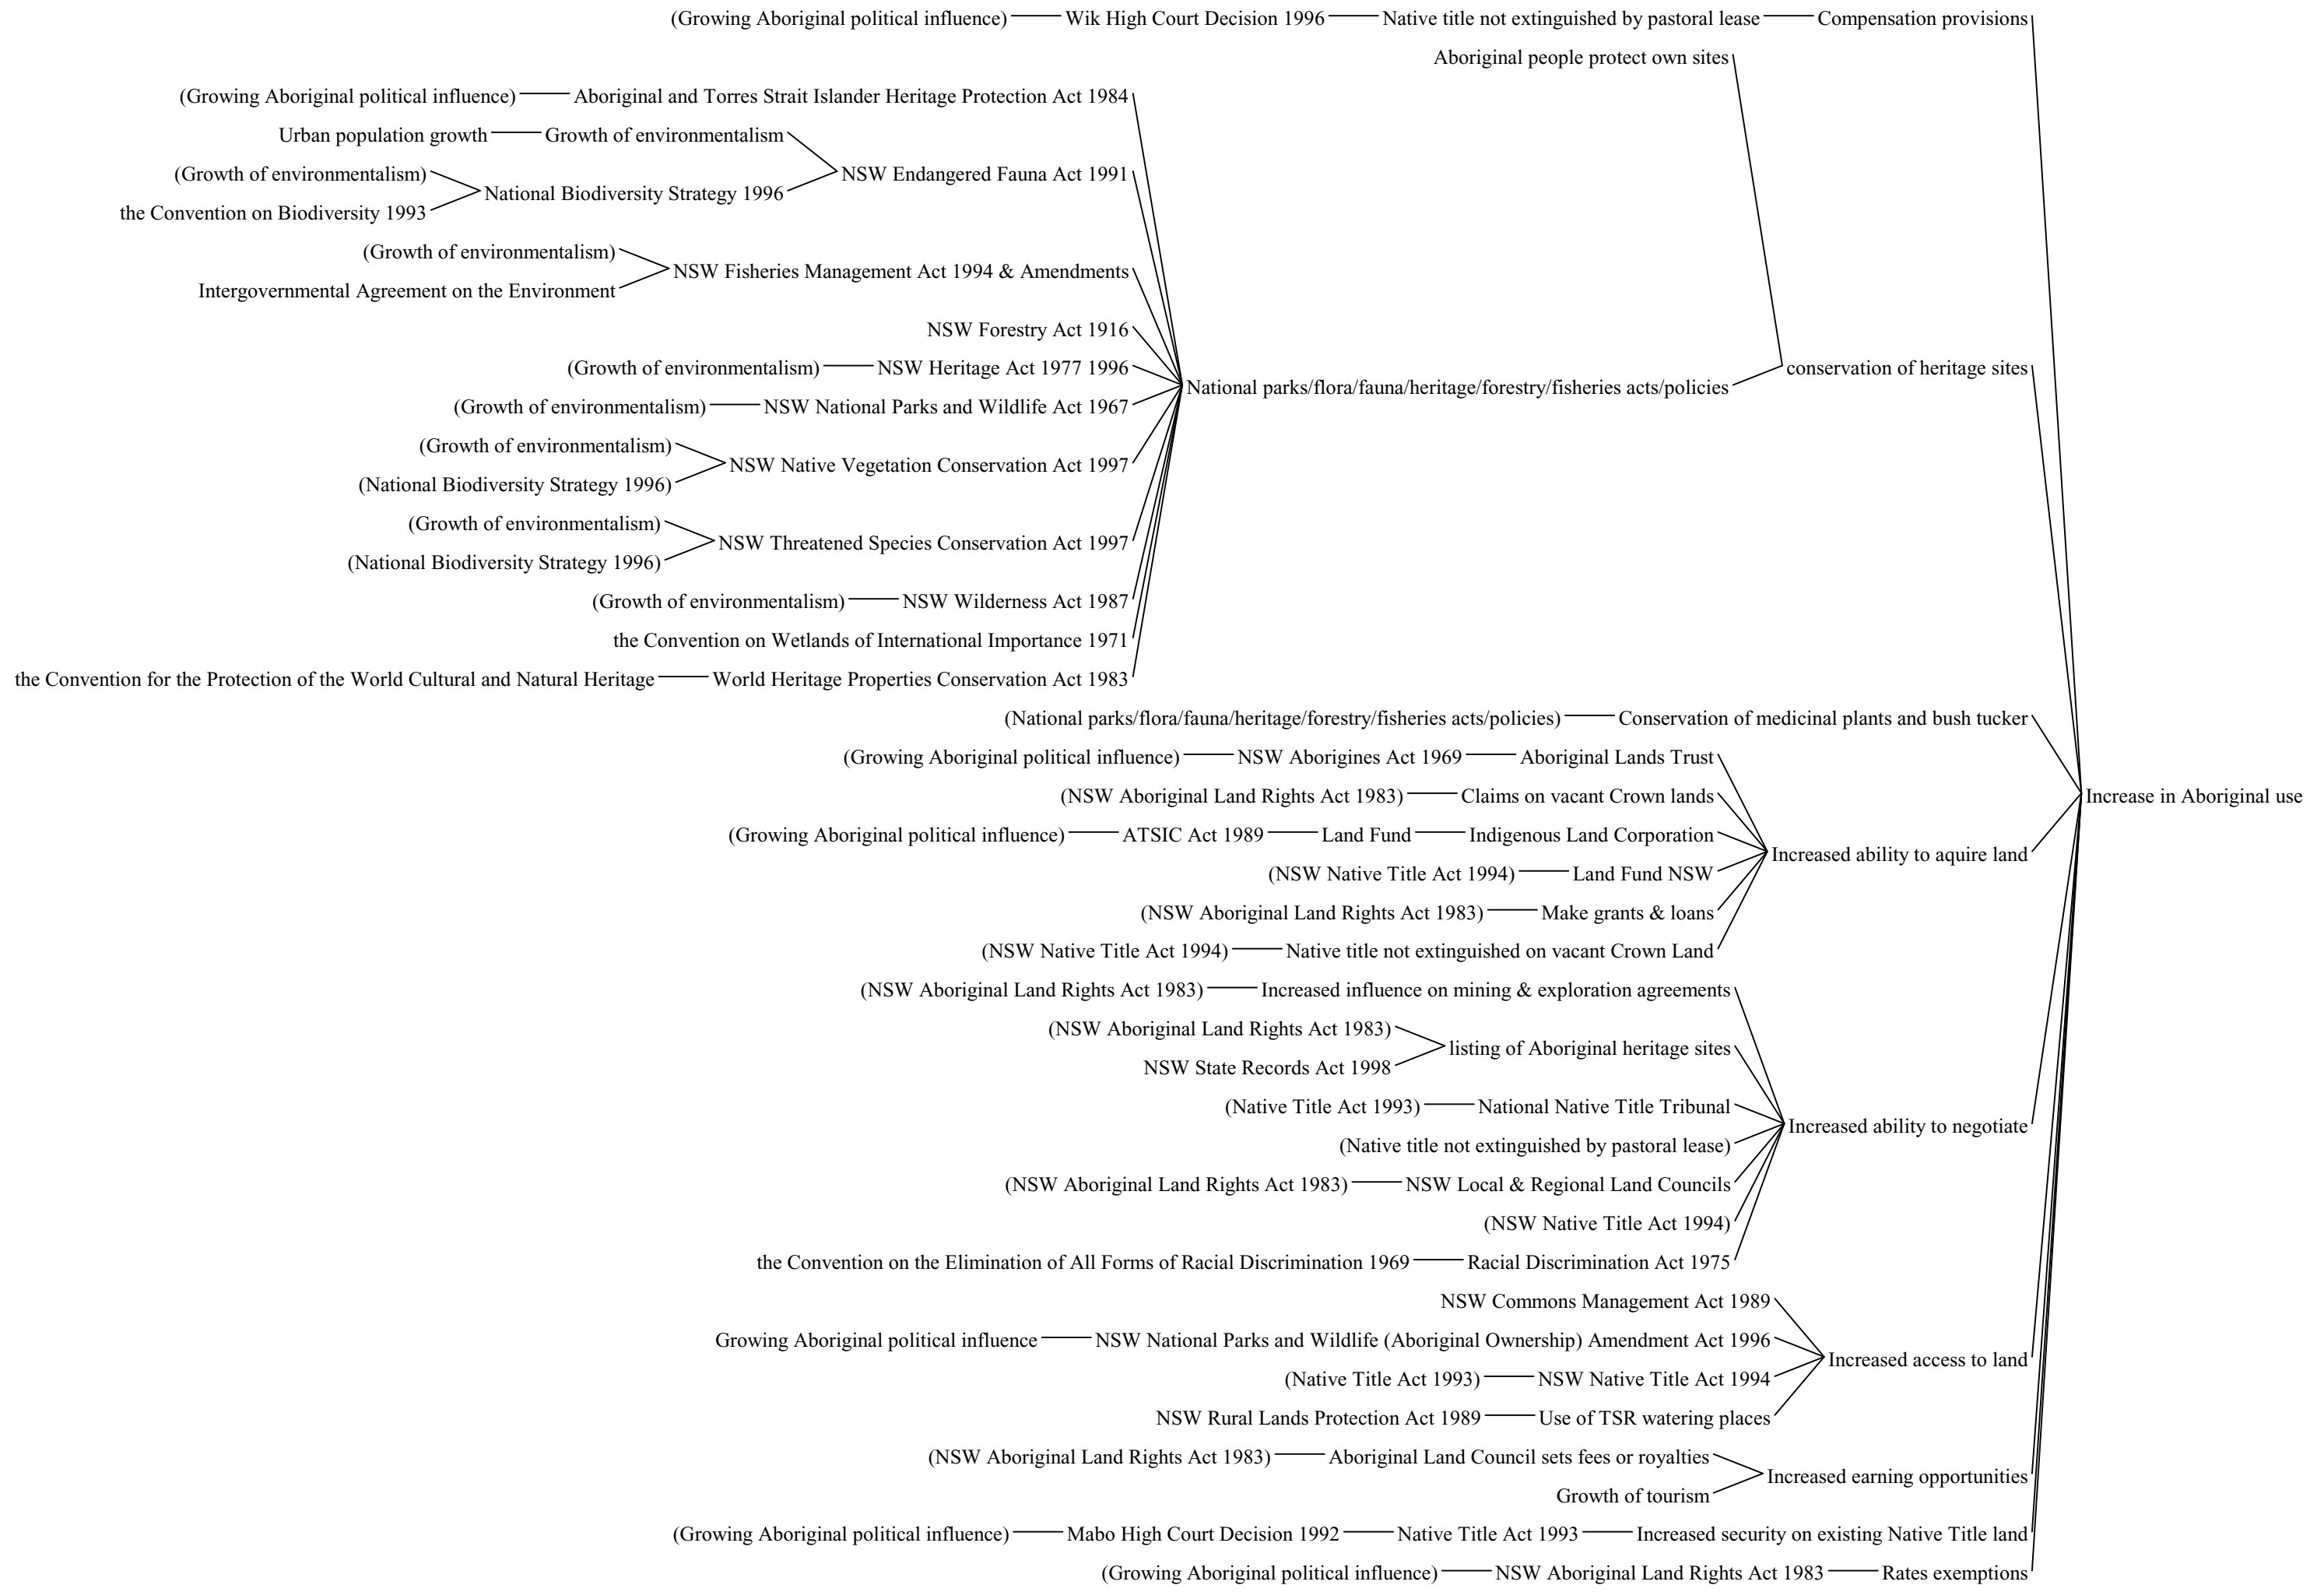 (Growing Aboriginal political influence) Wik High Court Decision 1996 Native title not extinguished by pastoral lease Compensation provisions
Aboriginal people protect own sites
(Growing Aboriginal political influence) Aboriginal and Torres Strait Islander Heritage Protection Act 1984
Urban population growth Growth of environmentalism
(Growth of environmentalism) NSW Endangered Fauna Act 1991
National Biodiversity Strategy 1996
the Convention on Biodiversity 1993
(Growth of environmentalism)
NSW Fisheries Management Act 1994 & Amendments
Intergovernmental Agreement on the Environment
NSW Forestry Act 1916
(Growth of environmentalism) NSW Heritage Act 1977 1996 conservation of heritage sites
National parks/flora/fauna/heritage/forestry/fisheries acts/policies
(Growth of environmentalism) NSW National Parks and Wildlife Act 1967
(Growth of environmentalism)
NSW Native Vegetation Conservation Act 1997
(National Biodiversity Strategy 1996)
(Growth of environmentalism)
NSW Threatened Species Conservation Act 1997
(National Biodiversity Strategy 1996)
(Growth of environmentalism) NSW Wilderness Act 1987
the Convention on Wetlands of International Importance 1971
the Convention for the Protection of the World Cultural and Natural Heritage World Heritage Properties Conservation Act 1983
(National parks/flora/fauna/heritage/forestry/fisheries acts/policies) Conservation of medicinal plants and bush tucker
(Growing Aboriginal political influence) NSW Aborigines Act 1969 Aboriginal Lands Trust
(NSW Aboriginal Land Rights Act 1983) Claims on vacant Crown lands Increase in Aboriginal use
(Growing Aboriginal political influence) ATSIC Act 1989 Land Fund Indigenous Land Corporation
Increased ability to aquire land
(NSW Native Title Act 1994) Land Fund NSW
(NSW Aboriginal Land Rights Act 1983) Make grants & loans
(NSW Native Title Act 1994) Native title not extinguished on vacant Crown Land
(NSW Aboriginal Land Rights Act 1983) Increased influence on mining & exploration agreements
(NSW Aboriginal Land Rights Act 1983)
listing of Aboriginal heritage sites
NSW State Records Act 1998
(Native Title Act 1993) National Native Title Tribunal
Increased ability to negotiate
(Native title not extinguished by pastoral lease)
(NSW Aboriginal Land Rights Act 1983) NSW Local & Regional Land Councils
(NSW Native Title Act 1994)
the Convention on the Elimination of All Forms of Racial Discrimination 1969 Racial Discrimination Act 1975
NSW Commons Management Act 1989
Growing Aboriginal political influence NSW National Parks and Wildlife (Aboriginal Ownership) Amendment Act 1996
Increased access to land
(Native Title Act 1993) NSW Native Title Act 1994
NSW Rural Lands Protection Act 1989 Use of TSR watering places
(NSW Aboriginal Land Rights Act 1983) Aboriginal Land Council sets fees or royalties
Increased earning opportunities
Growth of tourism
(Growing Aboriginal political influence) Mabo High Court Decision 1992 Native Title Act 1993 Increased security on existing Native Title land
(Growing Aboriginal political influence) NSW Aboriginal Land Rights Act 1983 Rates exemptions